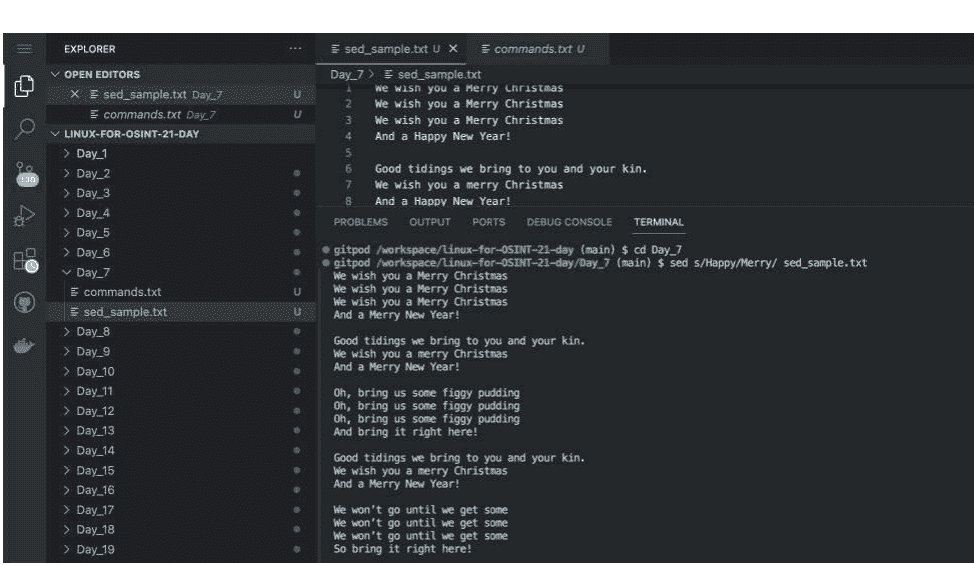 EXPLORER
...
OPEN EDITORS
sed_sample.txt Day_7 U
commands.txt Day_7 U
LINUX-FOR-OSINT-21-DAY
Day_1
Day_2
Day_3
Day_4
Day_5
Day_6
Day_7
commands.txt U
sed_sample.txt U
Day_8
Day_9
Day_10
Day_11
Day_12
Day_13
Day_14
Day_15
Day_16
Day_17
Day_18
Day_19
sed_sample.txt U commands.txt U
Day_7 > sed_sample.txt
1 We wish you a Merry Christmas
2 We wish you a Merry Christmas
3 We wish you a Merry Christmas
4 And a Happy New Year!
5
6 Good tidings we bring to you and your kin.
7 We wish you a merry Christmas
8 And a Happy New Year!
PROBLEMS OUTPUT PORTS DEBUG CONSOLE TERMINAL
gitpod /workspace/linux-for-OSINT-21-day (main) $ cd Day_7
gitpod /workspace/linux-for-OSINT-21-day/Day_7 (main) $ sed s/Happy/Merry/ sed_sample.txt
We wish you a Merry Christmas
We wish you a Merry Christmas
We wish you a Merry Christmas
And a Merry New Year!
Good tidings we bring to you and your kin.
We wish you a merry Christmas
And a Merry New Year!
Oh, bring us some figgy pudding
Oh, bring us some figgy pudding
Oh, bring us some figgy pudding
And bring it right here!
Good tidings we bring to you and your kin.
We wish you a merry Christmas
And a Merry New Year!
We won't go until we get some
We won't go until we get some
We won't go until we get some
So bring it right here!